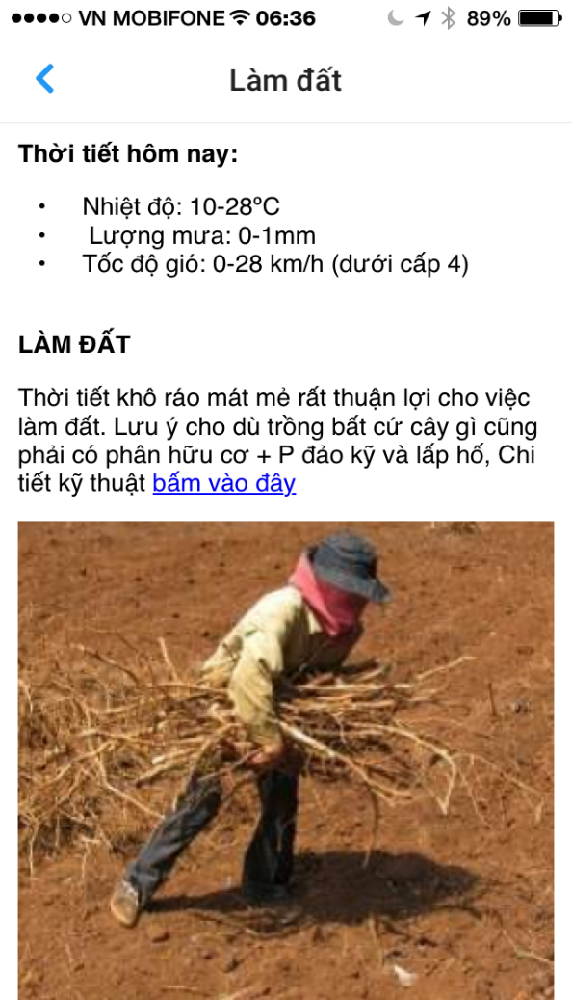 VN MOBIFONE 06:36 89%
Làm đất
Thời tiết hôm nay:
• Nhiệt độ: 10-28ºC
• Lượng mưa: 0-1mm
• Tốc độ gió: 0-28 km/h (dưới cấp 4)
LÀM ĐẤT
Thời tiết khô ráo mát mẻ rất thuận lợi cho việc
làm đất. Lưu ý cho dù trồng bất cứ cây gì cũng
phải có phân hữu cơ + P đảo kỹ và lấp hố, Chi
tiết kỹ thuật bấm vào đây